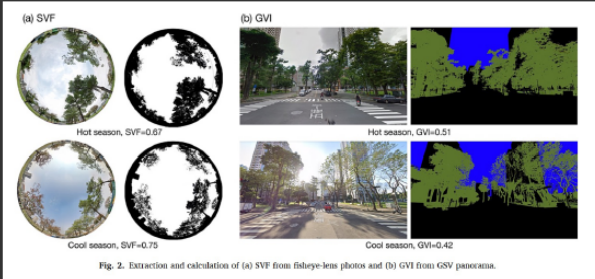 (a) SVF
(b) GVI
Hot season, SVF=0.67
Hot season, GVI=0.51
Cool season, SVF=0.75
Cool season, GVI=0.42
Fig. 2. Extraction and calculation of (a) SVF from fisheye-lens photos and (b) GVI from GSV panorama.